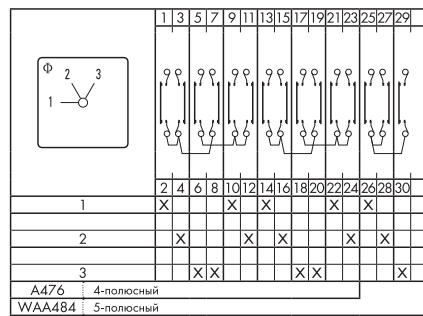 1 3 5 7 9 11 13 15 17 19 21 23 25 27 29
Ф
2 3
1
2 4 6 8 10 12 14 16 18 20 22 24 26 28 30
1 X X X X X
2 X X X X X
3 X X X X X
A476 4-полюсный
WAA484 5-полюсный